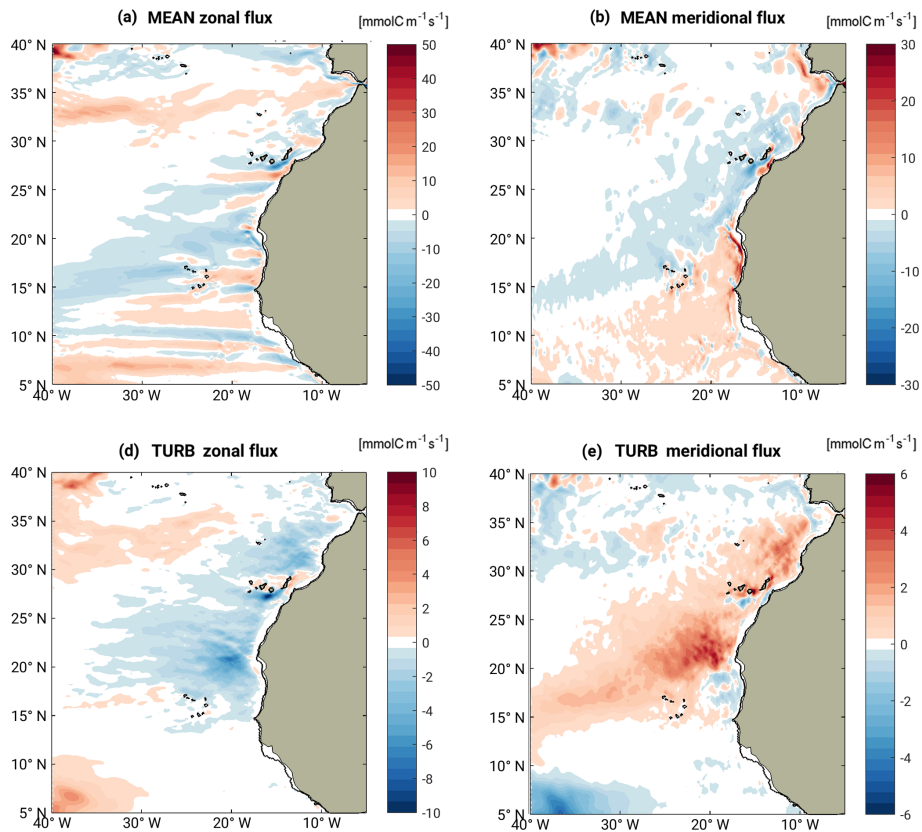 (a) MEAN zonal flux [mmolC m⁻¹ s⁻¹]
40° N
35° N
30° N
25° N
20° N
15° N
10° N
5° N
40° W 30° W 20° W 10° W
50
40
30
20
10
0
-10
-20
-30
-40
-50
(b) MEAN meridional flux [mmolC m⁻¹ s⁻¹]
40° N
35° N
30° N
25° N
20° N
15° N
10° N
5° N
40° W 30° W 20° W 10° W
30
20
10
0
-10
-20
-30
(d) TURB zonal flux [mmolC m⁻¹ s⁻¹]
40° N
35° N
30° N
25° N
20° N
15° N
10° N
5° N
40° W 30° W 20° W 10° W
10
8
6
4
2
0
-2
-4
-6
-8
-10
(e) TURB meridional flux [mmolC m⁻¹ s⁻¹]
40° N
35° N
30° N
25° N
20° N
15° N
10° N
5° N
40° W 30° W 20° W 10° W
6
4
2
0
-2
-4
-6